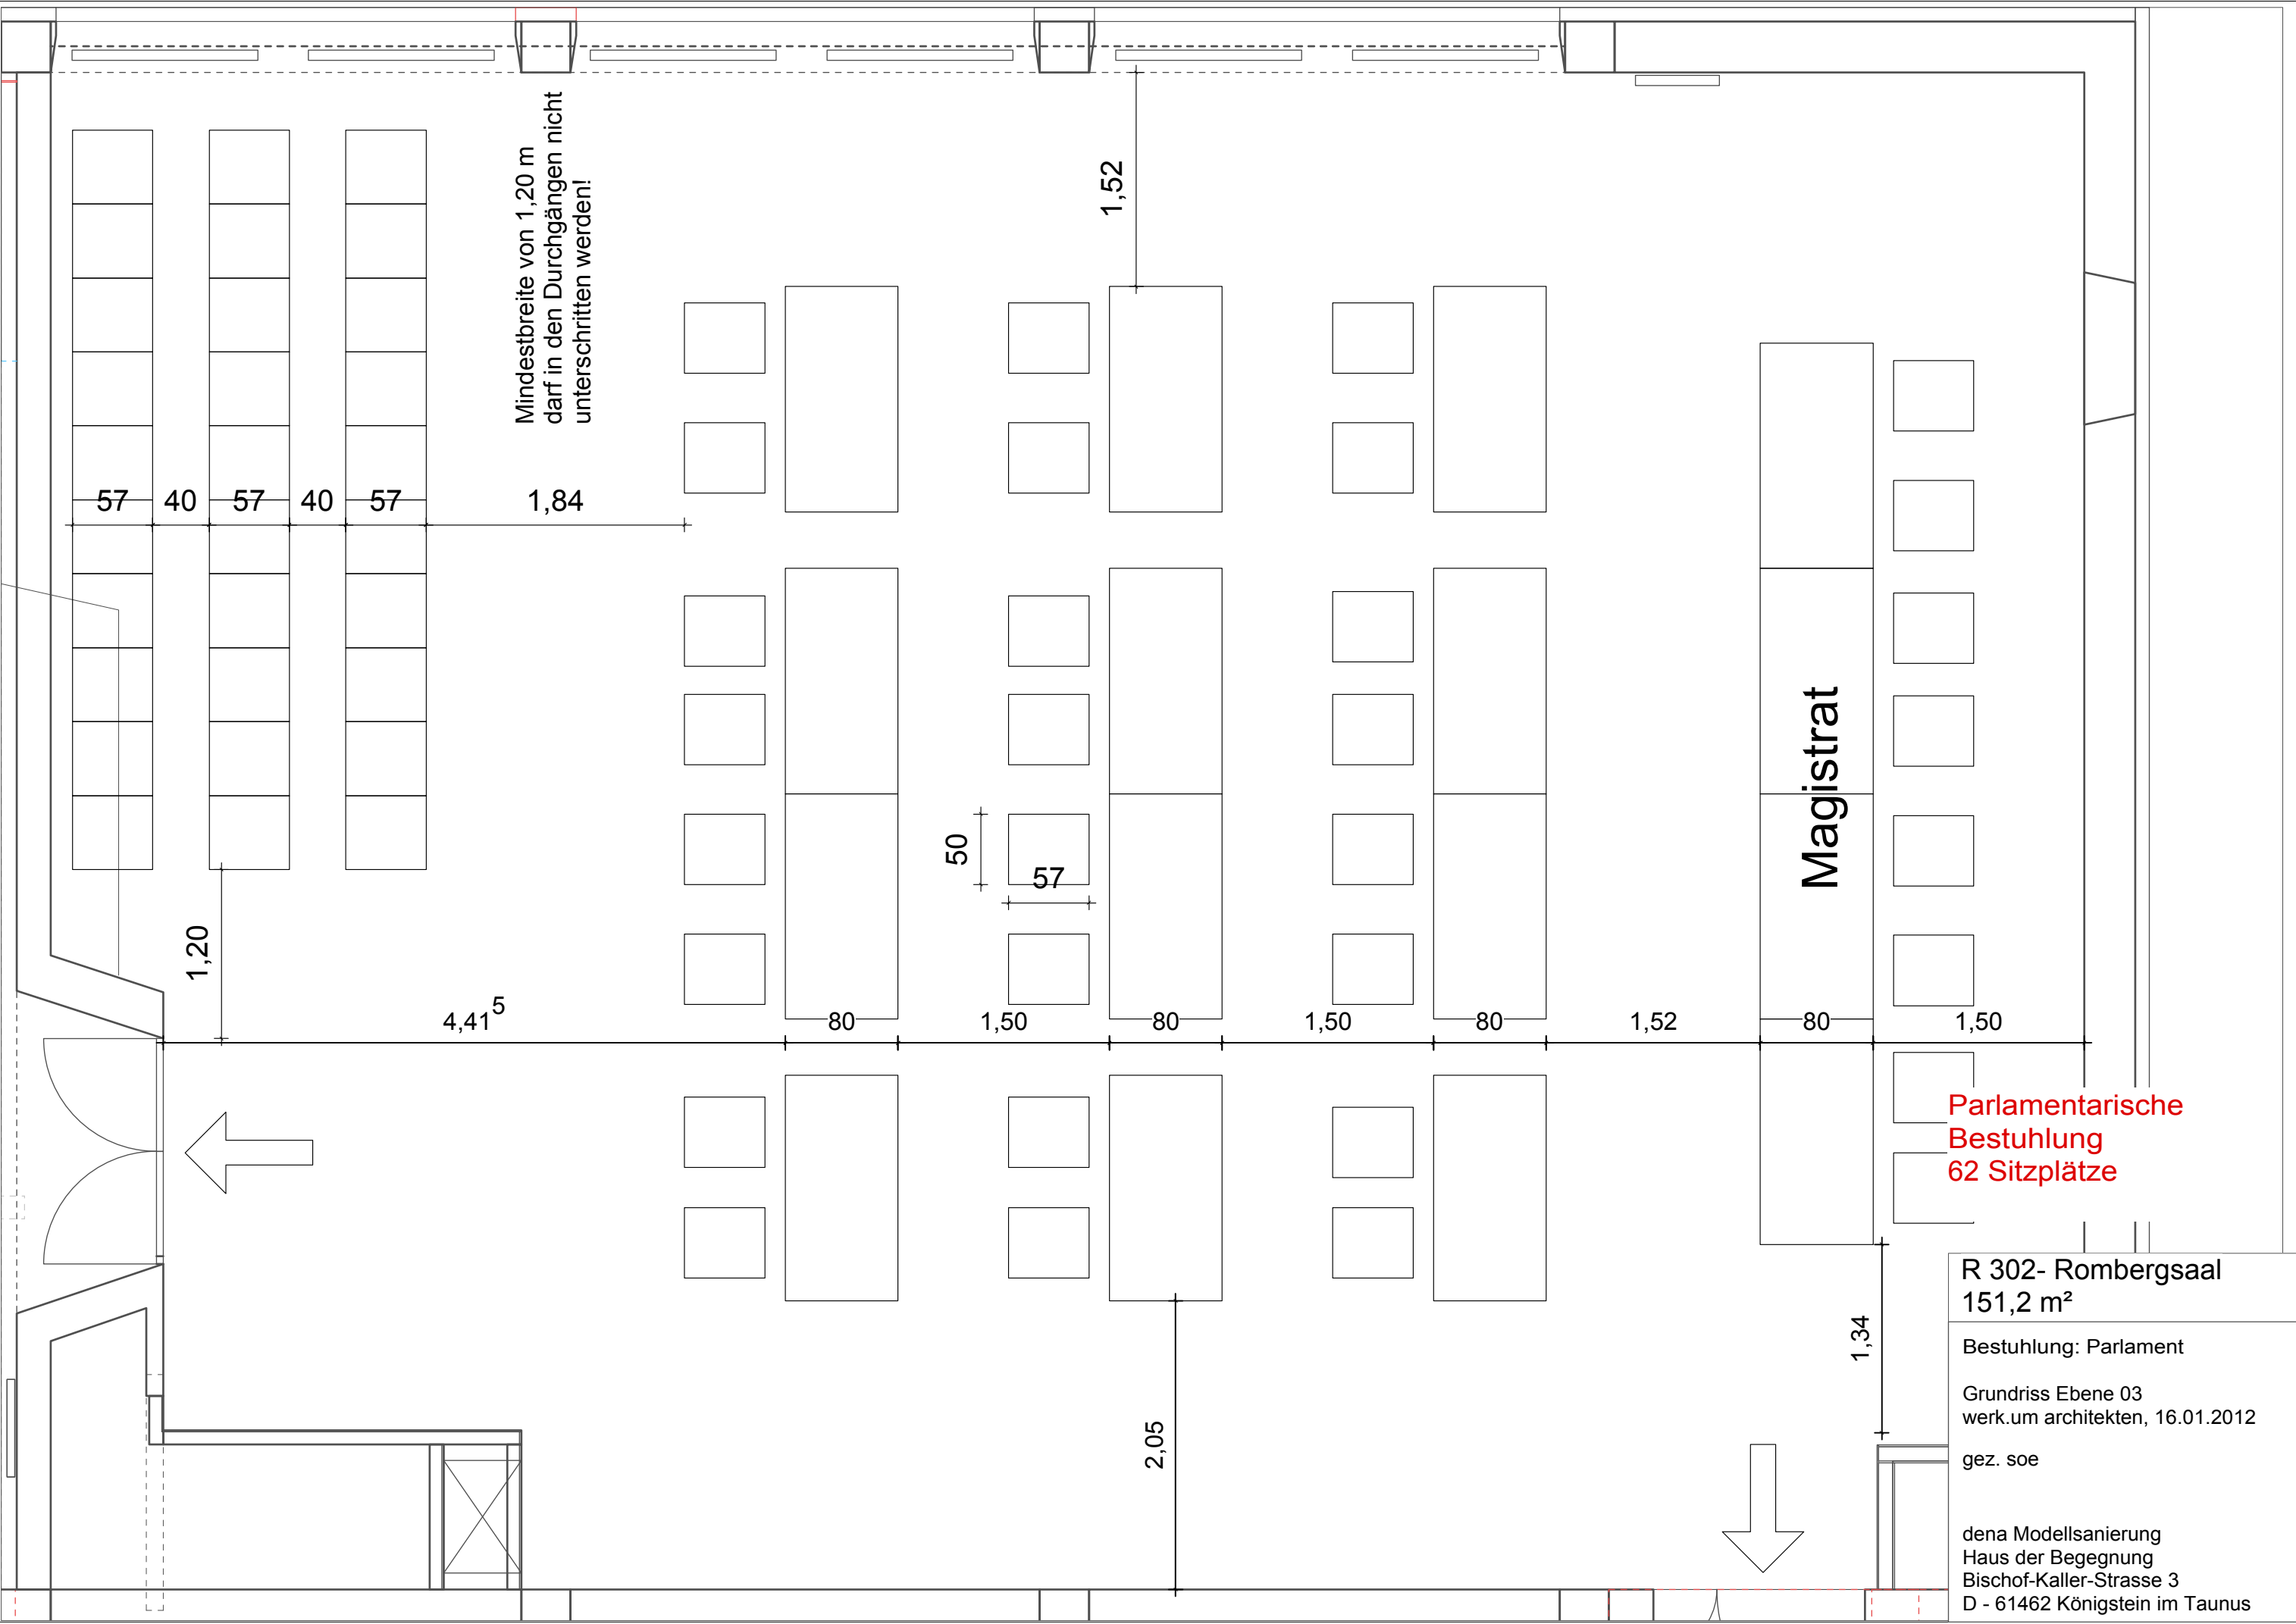 Mindestbreite von 1,20 m
darf in den Durchgängen nicht
unterschritten werden!
1,52
57 40 57 40 57 1,84
Magistrat
50
57
1,20
4,41⁵ 80 1,50 80 1,50 80 1,52 80 1,50
Parlamentarische
Bestuhlung
62 Sitzplätze
R 302- Rombergsaal
151,2 m²
1,34
Bestuhlung: Parlament
Grundriss Ebene 03
werk.um architekten, 16.01.2012
2,05
gez. soe
dena Modellsanierung
Haus der Begegnung
Bischof-Kaller-Strasse 3
D - 61462 Königstein im Taunus